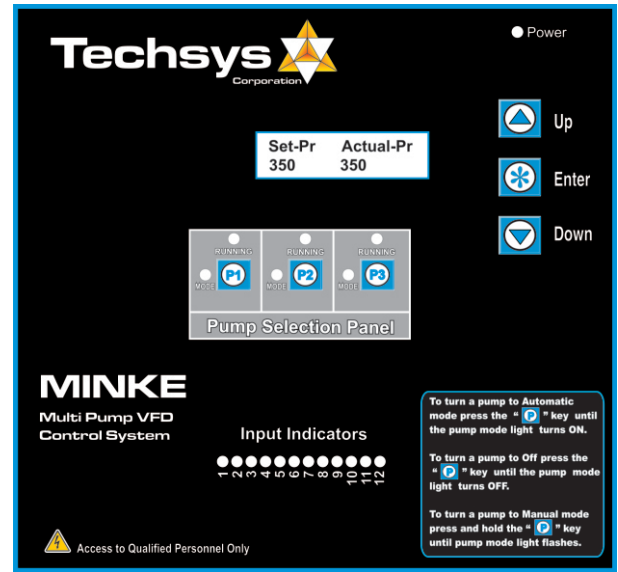 Techsys
Corporation
Power
Up
Set-Pr Actual-Pr
350 350
Enter
Down
RUNNING RUNNING RUNNING
MODE P1 MODE P2 MODE P3
Pump Selection Panel
MINKE
Multi Pump VFD
Control System
Input Indicators
1 2 3 4 5 6 7 8 9 10 11 12
To turn a pump to Automatic
mode press the " P " key until
the pump mode light turns ON.
To turn a pump to Off press the
" P " key until the pump mode
light turns OFF.
To turn a pump to Manual mode
press and hold the " P " key
until pump mode light flashes.
Access to Qualified Personnel Only